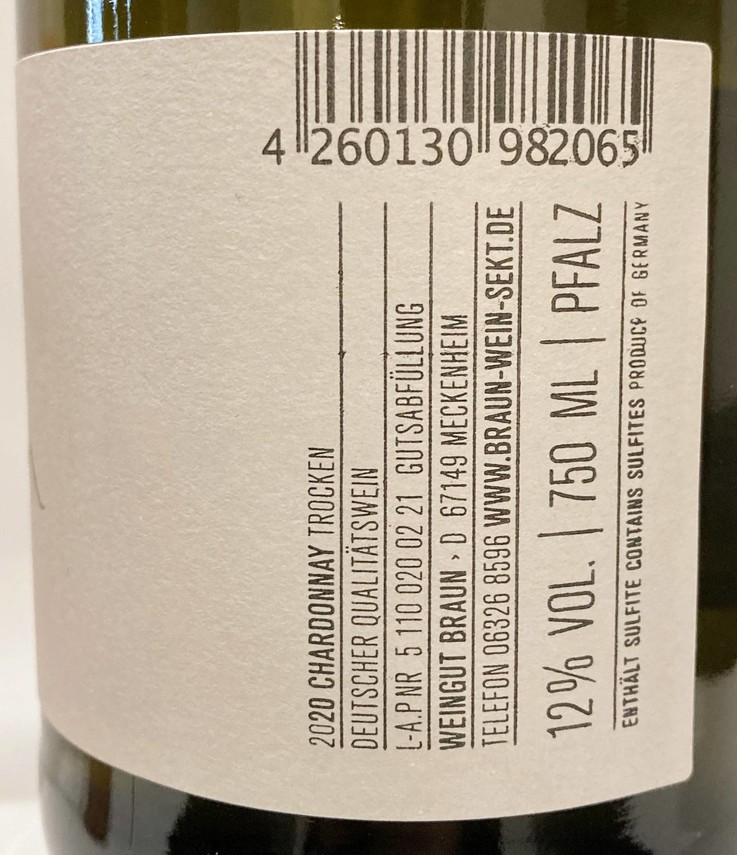 4 260130 982065
2020 CHARDONNAY TROCKEN
DEUTSCHER QUALITÄTSWEIN
L-A.P.NR 5 110 020 02 21 GUTSABFÜLLUNG
WEINGUT BRAUN › D 67149 MECKENHEIM
TELEFON 06326 8596 WWW.BRAUN-WEIN-SEKT.DE
12% VOL. | 750 ML | PFALZ
ENTHÄLT SULFITE CONTAINS SULFITES PRODUCT OF GERMANY